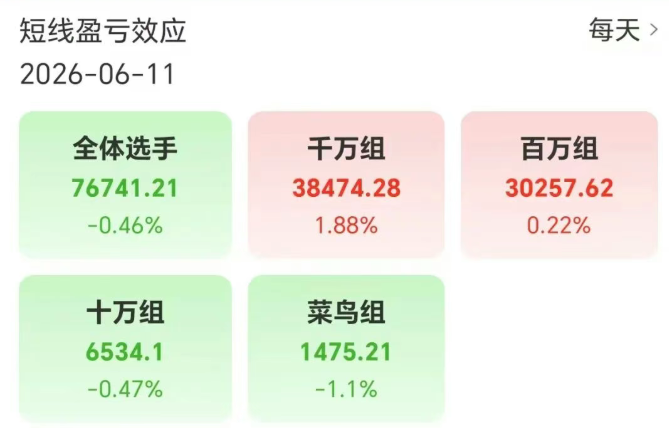 短线盈亏效应
每天 >
2026-06-11
全体选手
76741.21
-0.46%
千万组
38474.28
1.88%
百万组
30257.62
0.22%
十万组
6534.1
-0.47%
菜鸟组
1475.21
-1.1%